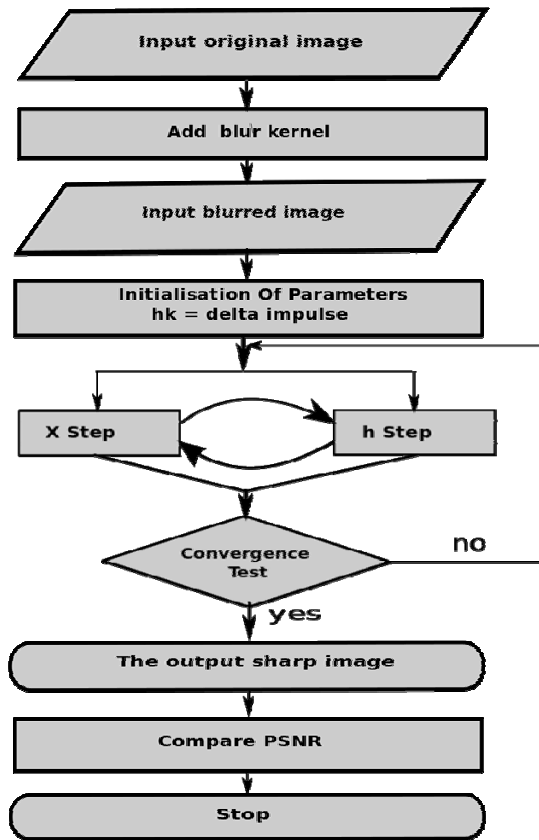 Input original image
Add blur kernel
Input blurred image
Initialisation Of Parameters
hk = delta impulse
X Step
h Step
Convergence
Test
no
yes
The output sharp image
Compare PSNR
Stop